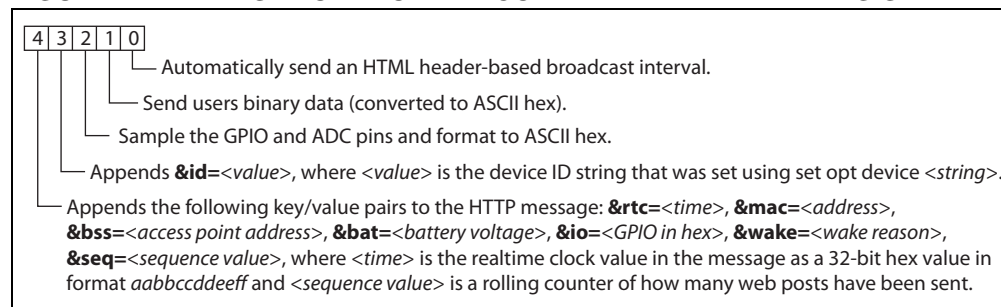 4 3 2 1 0
Automatically send an HTML header-based broadcast interval.
Send users binary data (converted to ASCII hex).
Sample the GPIO and ADC pins and format to ASCII hex.
Appends &id=<value>, where <value> is the device ID string that was set using set opt device <string>.
Appends the following key/value pairs to the HTTP message: &rtc=<time>, &mac=<address>,
&bss=<access point address>, &bat=<battery voltage>, &io=<GPIO in hex>, &wake=<wake reason>,
&seq=<sequence value>, where <time> is the realtime clock value in the message as a 32-bit hex value in
format aabbccddeeff and <sequence value> is a rolling counter of how many web posts have been sent.